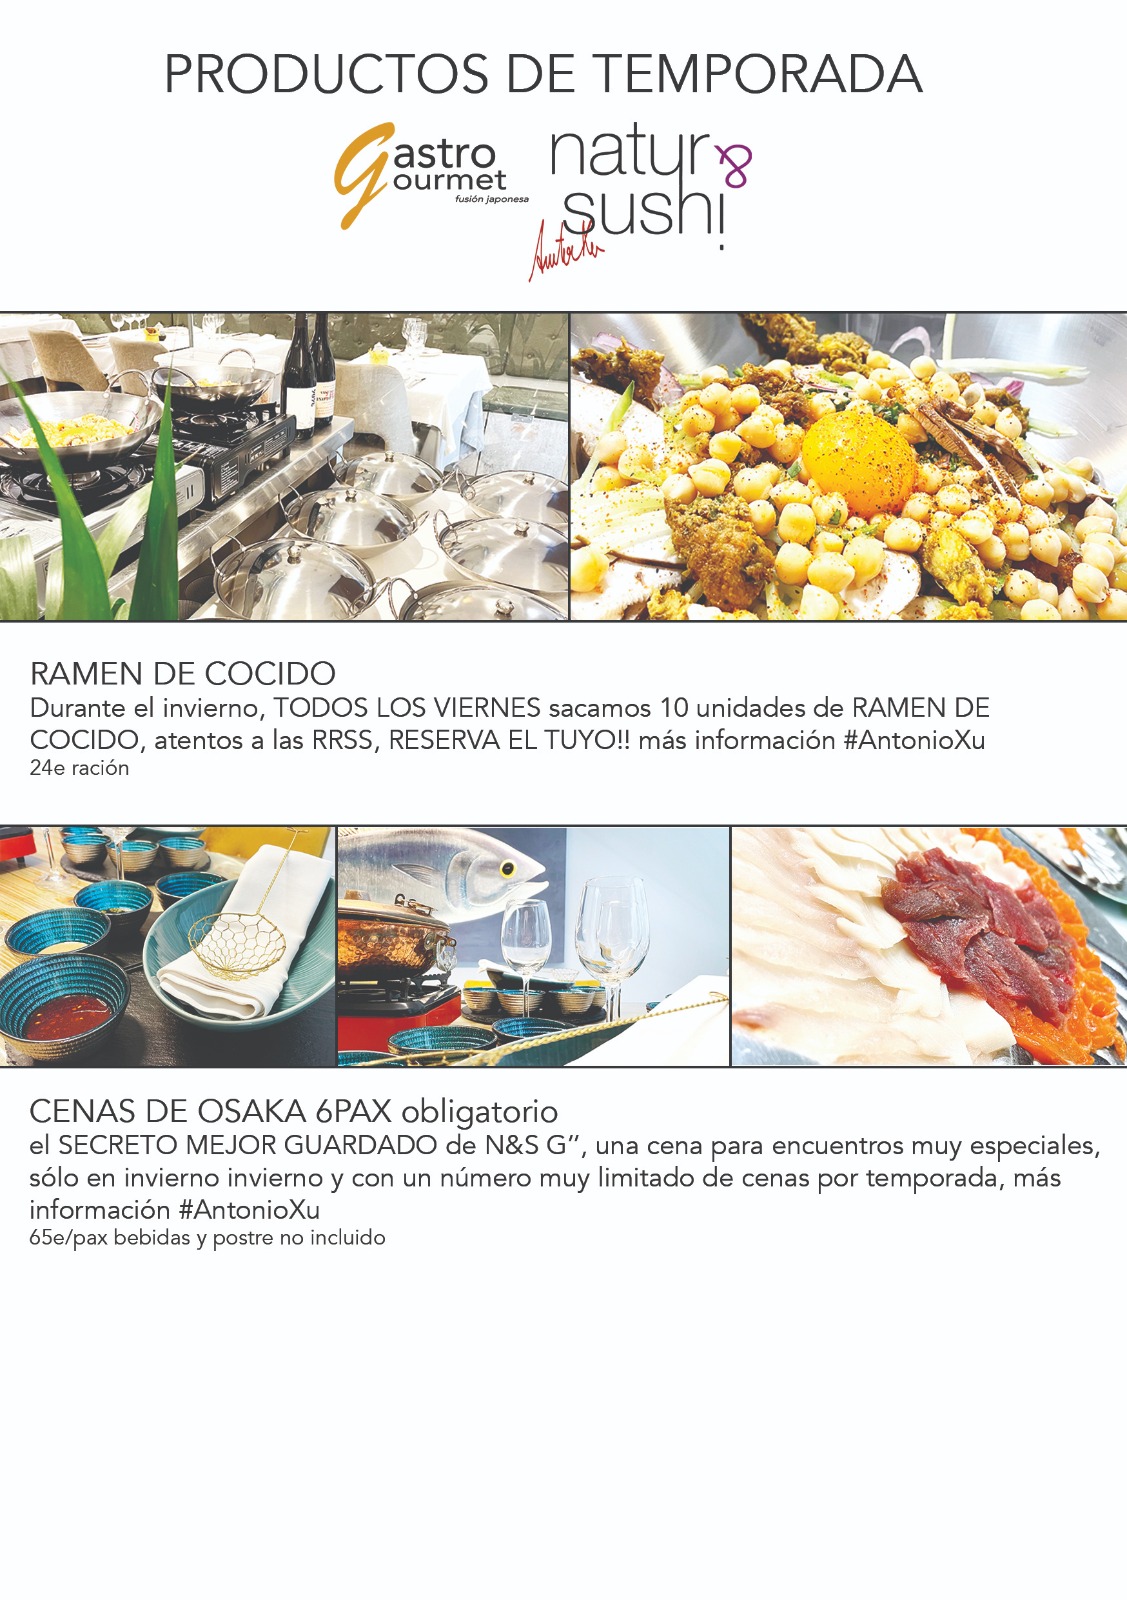 PRODUCTOS DE TEMPORADA
gastro
gourmet
fusión japonesa
natur &
sushi
RAMEN DE COCIDO
Durante el invierno, TODOS LOS VIERNES sacamos 10 unidades de RAMEN DE
COCIDO, atentos a las RRSS, RESERVA EL TUYO!! más información #AntonioXu
24e ración
CENAS DE OSAKA 6PAX obligatorio
el SECRETO MEJOR GUARDADO de N&S G’’, una cena para encuentros muy especiales,
sólo en invierno invierno y con un número muy limitado de cenas por temporada, más
información #AntonioXu
65e/pax bebidas y postre no incluido